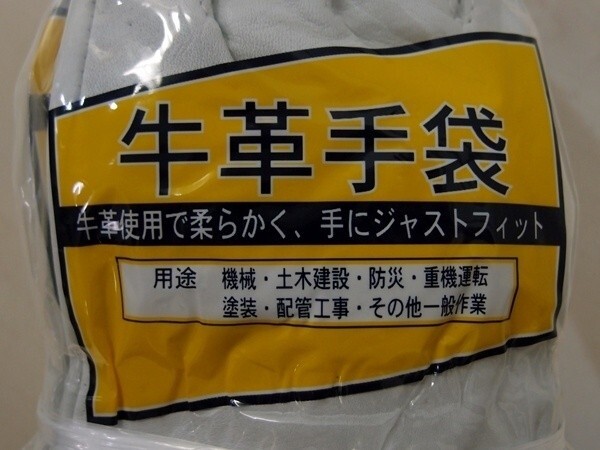 牛革手袋
牛革使用で柔らかく、手にジャストフィット
用途 機械・土木建設・防災・重機運転
塗装・配管工事・その他一般作業